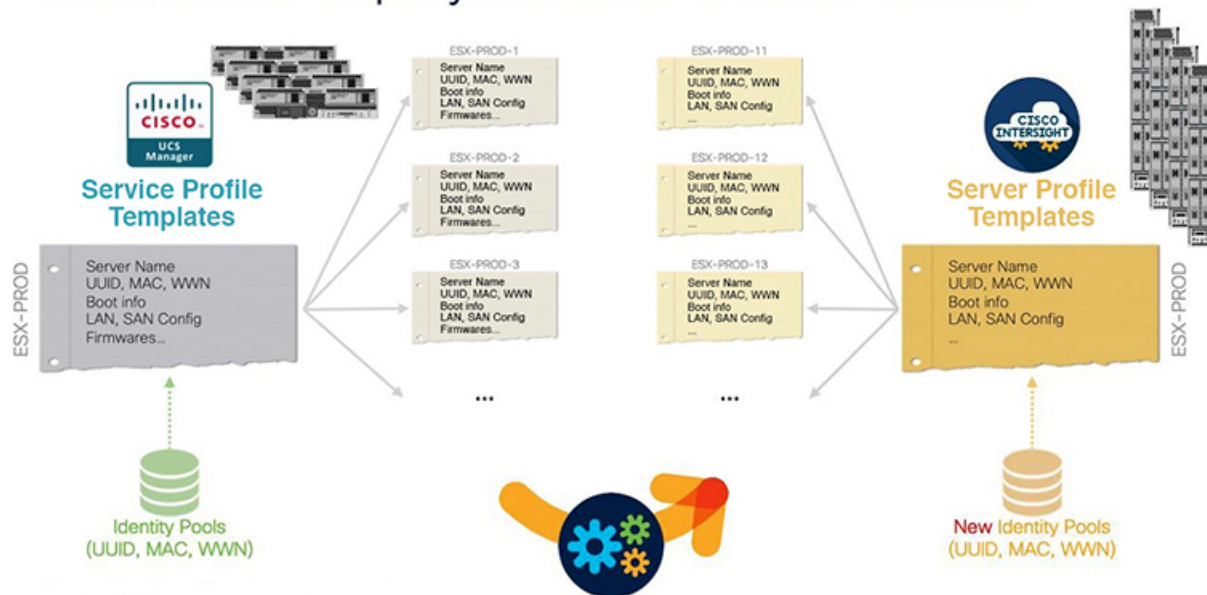 ESX-PROD-1
Server Name
UUID, MAC, WWN
Boot info
LAN, SAN Config
Firmwares...
ESX-PROD-11
Server Name
UUID, MAC, WWN
Boot info
LAN, SAN Config
...
CISCO
UCS
Manager
Service Profile
Templates
CISCO
INTERSIGHT
Server Profile
Templates
ESX-PROD-2
Server Name
UUID, MAC, WWN
Boot info
LAN, SAN Config
Firmwares...
ESX-PROD-12
Server Name
UUID, MAC, WWN
Boot info
LAN, SAN Config
...
ESX-PROD
Server Name
UUID, MAC, WWN
Boot info
LAN, SAN Config
Firmwares...
ESX-PROD-3
Server Name
UUID, MAC, WWN
Boot info
LAN, SAN Config
Firmwares...
ESX-PROD-13
Server Name
UUID, MAC, WWN
Boot info
LAN, SAN Config
...
Server Name
UUID, MAC, WWN
Boot info
LAN, SAN Config
...
ESX-PROD
...
...
Identity Pools
(UUID, MAC, WWN)
New Identity Pools
(UUID, MAC, WWN)